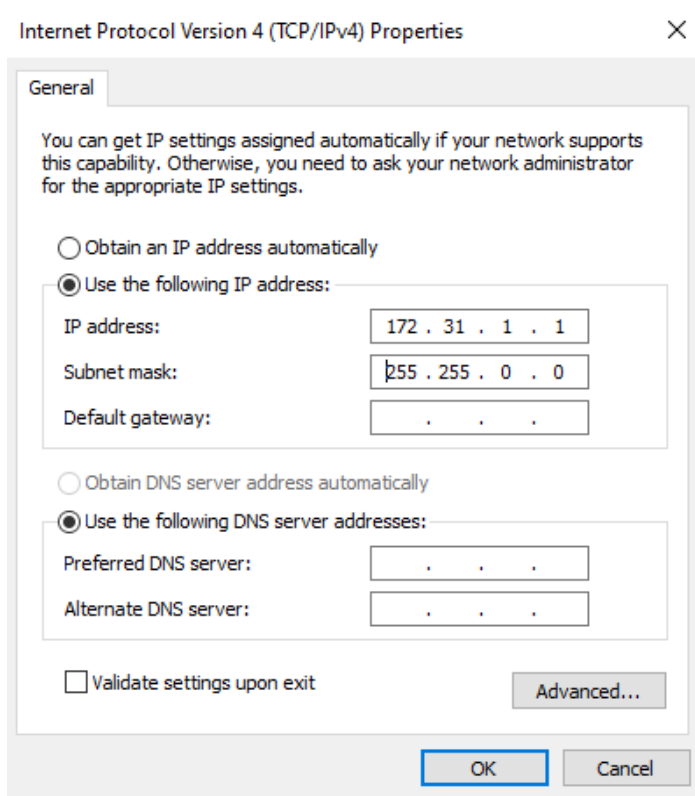 Internet Protocol Version 4 (TCP/IPv4) Properties
General
You can get IP settings assigned automatically if your network supports
this capability. Otherwise, you need to ask your network administrator
for the appropriate IP settings.
Obtain an IP address automatically
Use the following IP address:
IP address: 172 . 31 . 1 . 1
Subnet mask: 255 . 255 . 0 . 0
Default gateway: . . .
Obtain DNS server address automatically
Use the following DNS server addresses:
Preferred DNS server: . . .
Alternate DNS server: . . .
Validate settings upon exit
Advanced...
OK Cancel